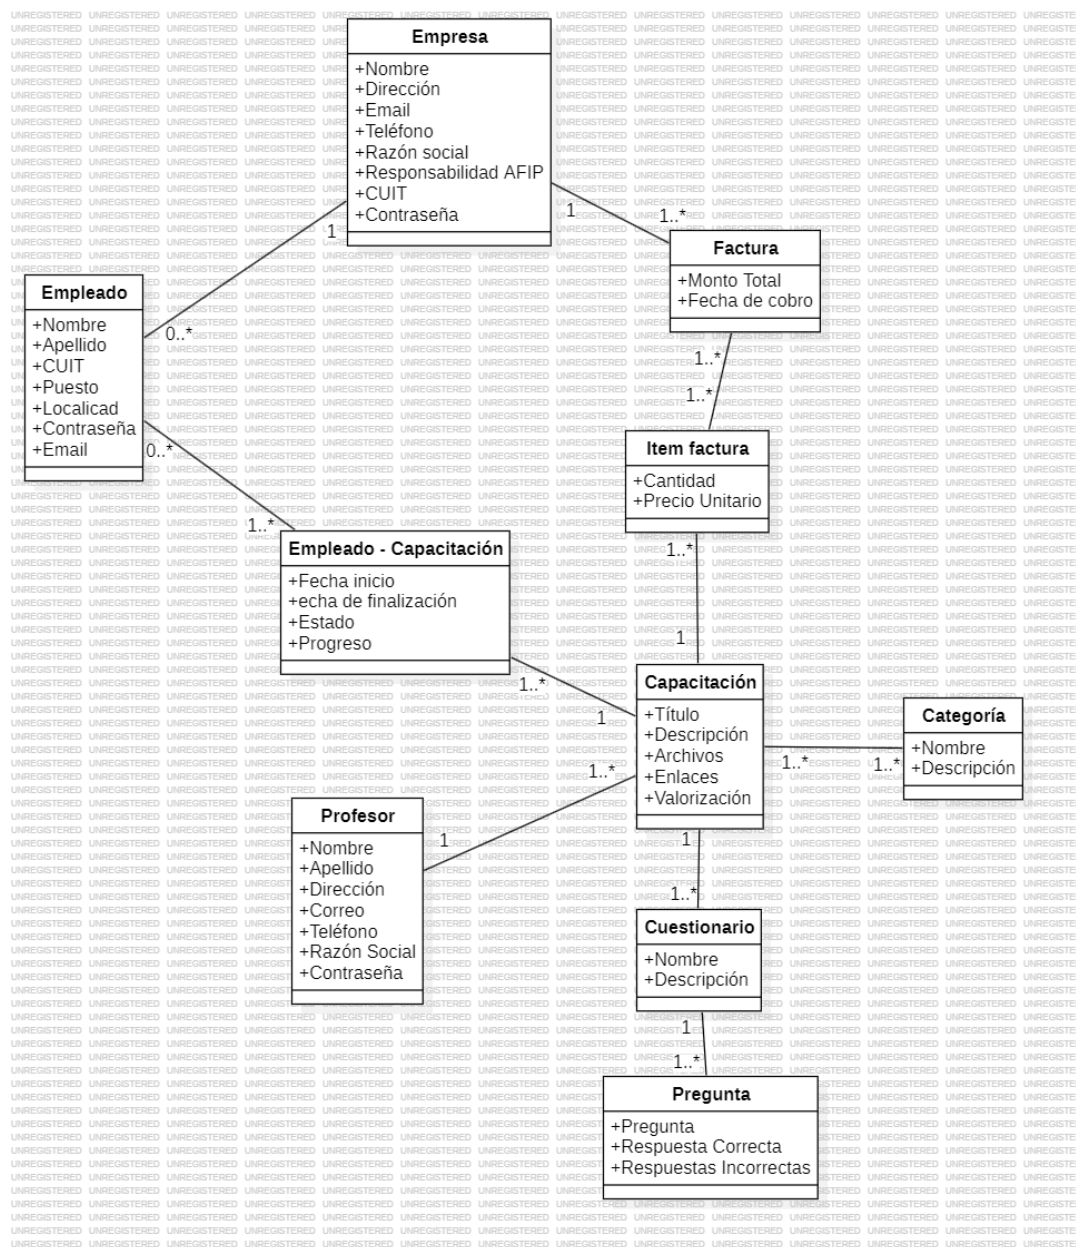 Empresa
+Nombre
+Dirección
+Email
+Teléfono
+Razón social
+Responsabilidad AFIP
+CUIT
+Contraseña
1
1
1..*
Factura
+Monto Total
+Fecha de cobro
Empleado
+Nombre
+Apellido
+CUIT
+Puesto
+Localicad
+Contraseña
+Email
0..*
0..*
1..*
1..*
1..*
Item factura
+Cantidad
+Precio Unitario
1..*
1
Empleado - Capacitación
+Fecha inicio
+echa de finalización
+Estado
+Progreso
1..*
1
Capacitación
+Título
+Descripción
+Archivos
+Enlaces
+Valorización
1..*
1..*
Categoría
+Nombre
+Descripción
1..*
1
Profesor
+Nombre
+Apellido
+Dirección
+Correo
+Teléfono
+Razón Social
+Contraseña
1
1..*
Cuestionario
+Nombre
+Descripción
1
1..*
Pregunta
+Pregunta
+Respuesta Correcta
+Respuestas Incorrectas
UNREGISTERED